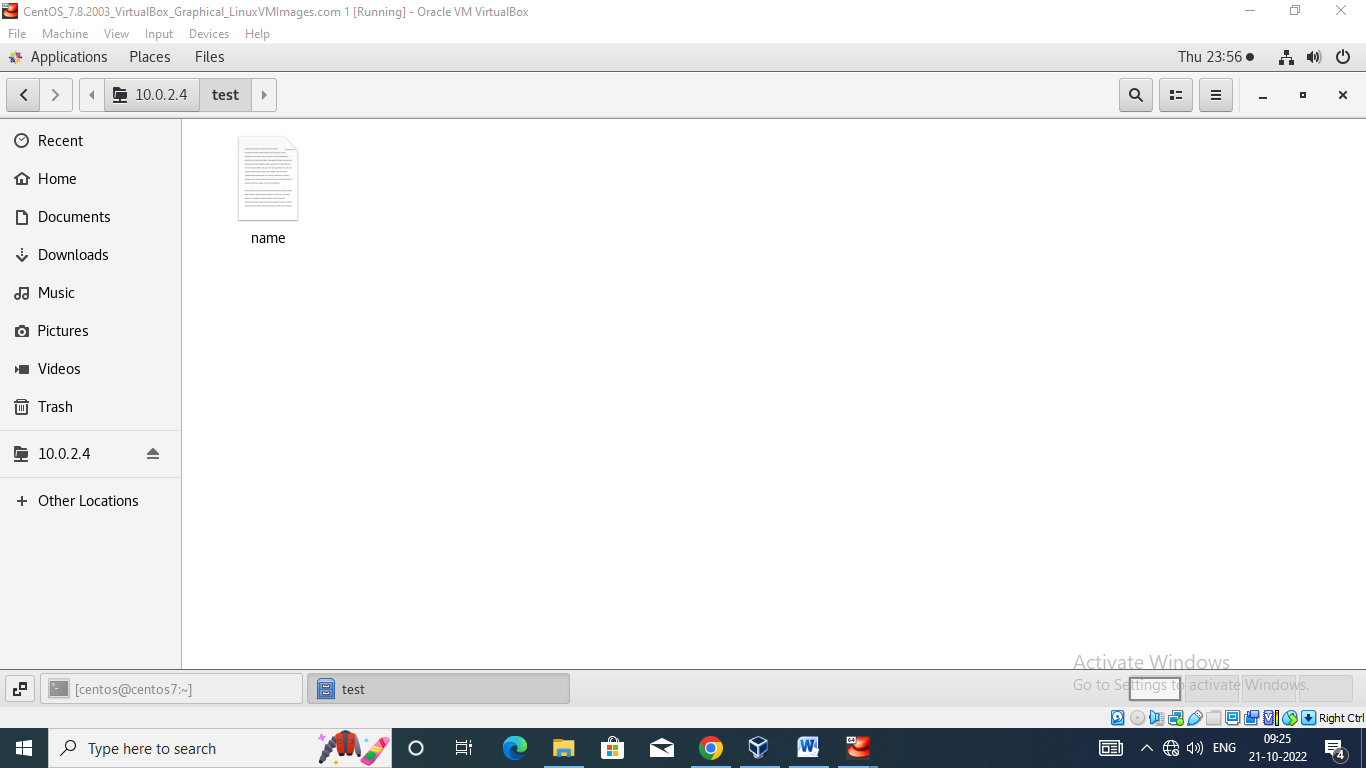 CentOS_7.8.2003_VirtualBox_Graphical_LinuxVMImages.com 1 [Running] - Oracle VM VirtualBox
File Machine View Input Devices Help
Applications Places Files Thu 23:56
10.0.2.4 test
Recent
Home
Documents
Downloads
Music
Pictures
Videos
Trash
10.0.2.4
Other Locations
name
Activate Windows
Go to Settings to activate Windows.
[centos@centos7:~] test
Right Ctrl
Type here to search
ENG
09:25
21-10-2022
4